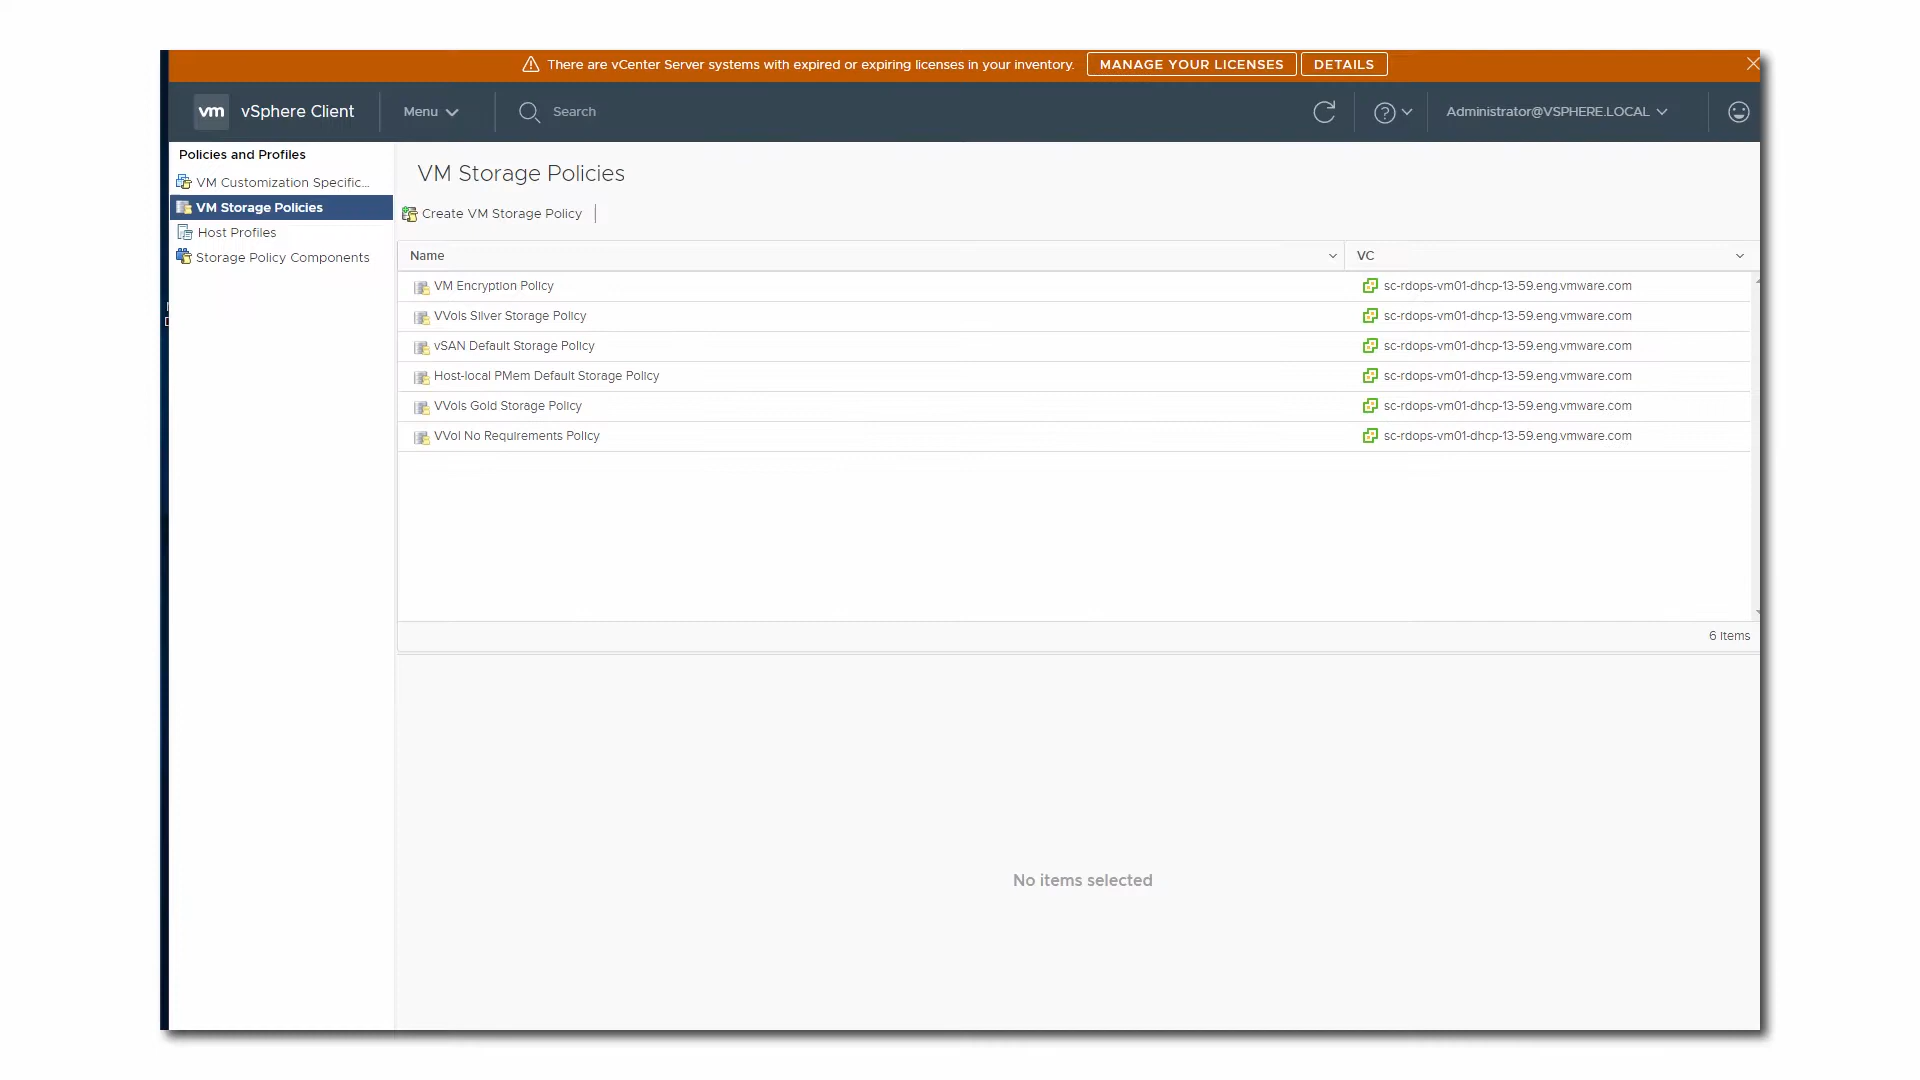 There are vCenter Server systems with expired or expiring licenses in your inventory. MANAGE YOUR LICENSES DETAILS
vm vSphere Client Menu Search Administrator@VSPHERE.LOCAL
Policies and Profiles
VM Customization Specific...
VM Storage Policies
Host Profiles
Storage Policy Components
VM Storage Policies
Create VM Storage Policy
Name VC
VM Encryption Policy sc-rdops-vm01-dhcp-13-59.eng.vmware.com
VVols Silver Storage Policy sc-rdops-vm01-dhcp-13-59.eng.vmware.com
vSAN Default Storage Policy sc-rdops-vm01-dhcp-13-59.eng.vmware.com
Host-local PMem Default Storage Policy sc-rdops-vm01-dhcp-13-59.eng.vmware.com
VVols Gold Storage Policy sc-rdops-vm01-dhcp-13-59.eng.vmware.com
VVol No Requirements Policy sc-rdops-vm01-dhcp-13-59.eng.vmware.com
6 items
No items selected